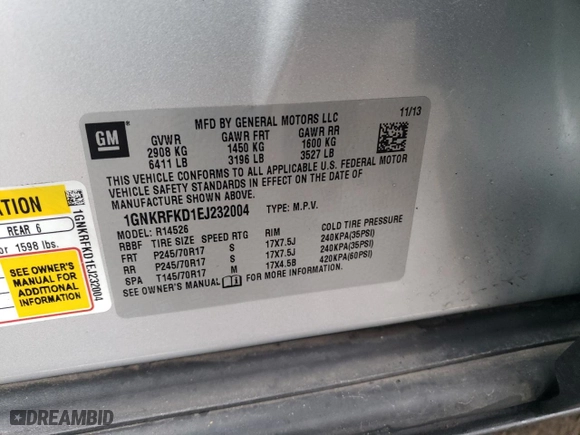 MFD BY GENERAL MOTORS LLC
11/13
GM
GVWR GAWR FRT GAWR RR
2908 KG 1450 KG 1600 KG
6411 LB 3196 LB 3527 LB
THIS VEHICLE CONFORMS TO ALL APPLICABLE U.S. FEDERAL MOTOR
VEHICLE SAFETY STANDARDS IN EFFECT ON THE DATE OF
MANUFACTURE SHOWN ABOVE.
1GNKRFKD1EJ232004 TYPE: M.P.V.
MODEL: R14526
RBBF TIRE SIZE SPEED RTG RIM COLD TIRE PRESSURE
FRT P245/70R17 S 17X7.5J 240KPA(35PSI)
RR P245/70R17 S 17X7.5J 240KPA(35PSI)
SPA T145/70R17 M 17X4.5B 420KPA(60PSI)
SEE OWNER'S MANUAL FOR ADDITIONAL INFORMATION.
REAR 6
or 1598 lbs.
SEE OWNER'S
MANUAL FOR
ADDITIONAL
INFORMATION
1GNKRFKD1EJ232004
DREAMBID